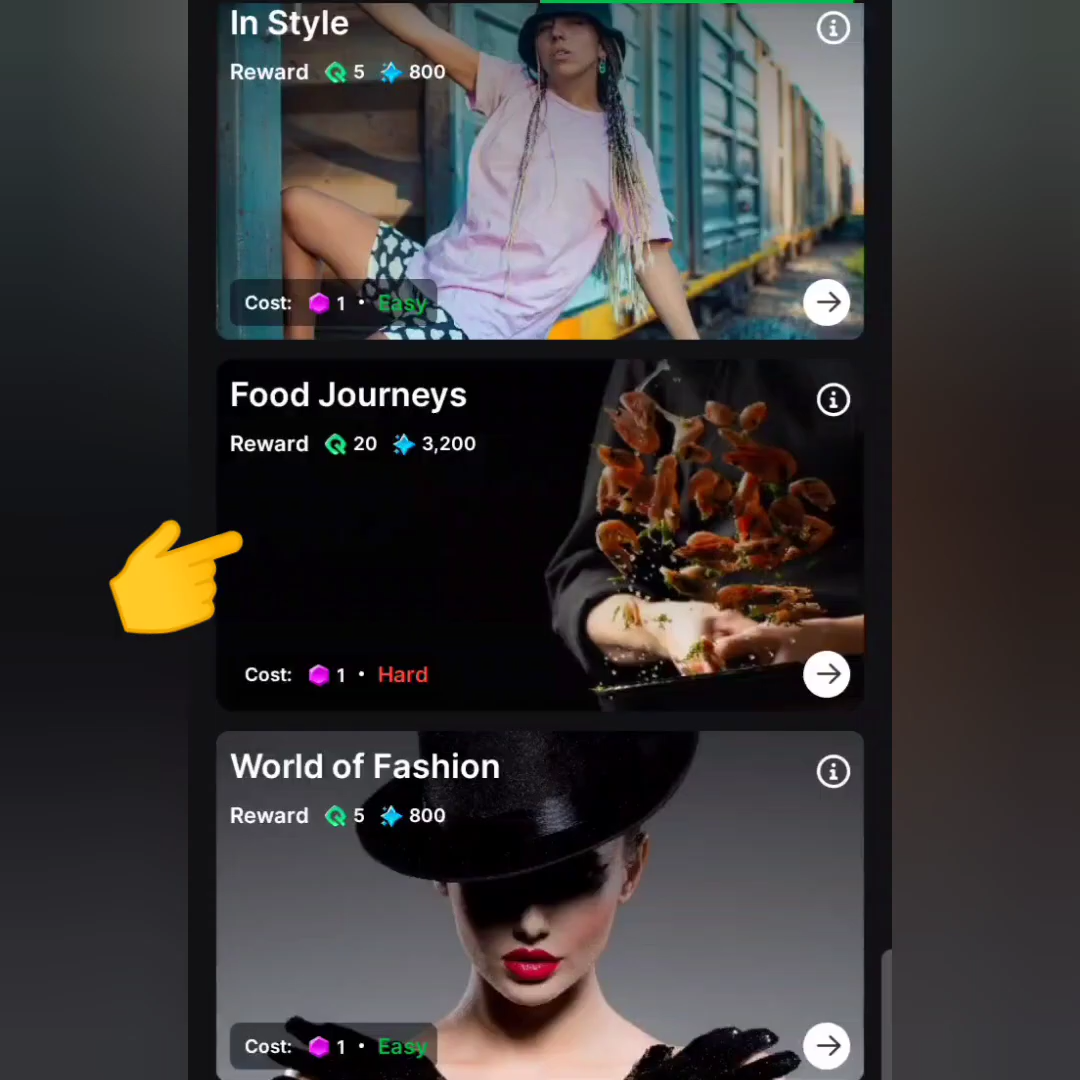 In Style
Reward 5 800
Cost: 1 • Easy
Food Journeys
Reward 20 3,200
Cost: 1 • Hard
World of Fashion
Reward 5 800
Cost: 1 • Easy